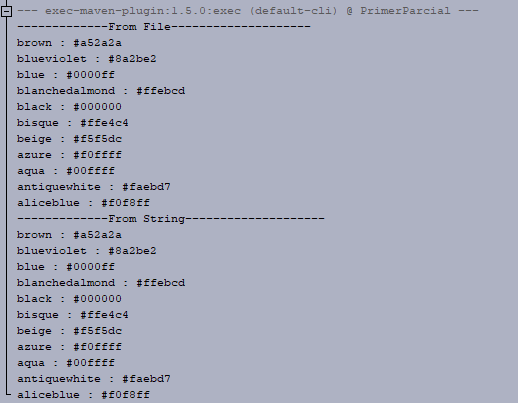 --- exec-maven-plugin:1.5.0:exec (default-cli) @ PrimerParcial ---
-------------From File--------------------
brown : #a52a2a
blueviolet : #8a2be2
blue : #0000ff
blanchedalmond : #ffebcd
black : #000000
bisque : #ffe4c4
beige : #f5f5dc
azure : #f0ffff
aqua : #00ffff
antiquewhite : #faebd7
aliceblue : #f0f8ff
-------------From String--------------------
brown : #a52a2a
blueviolet : #8a2be2
blue : #0000ff
blanchedalmond : #ffebcd
black : #000000
bisque : #ffe4c4
beige : #f5f5dc
azure : #f0ffff
aqua : #00ffff
antiquewhite : #faebd7
aliceblue : #f0f8ff